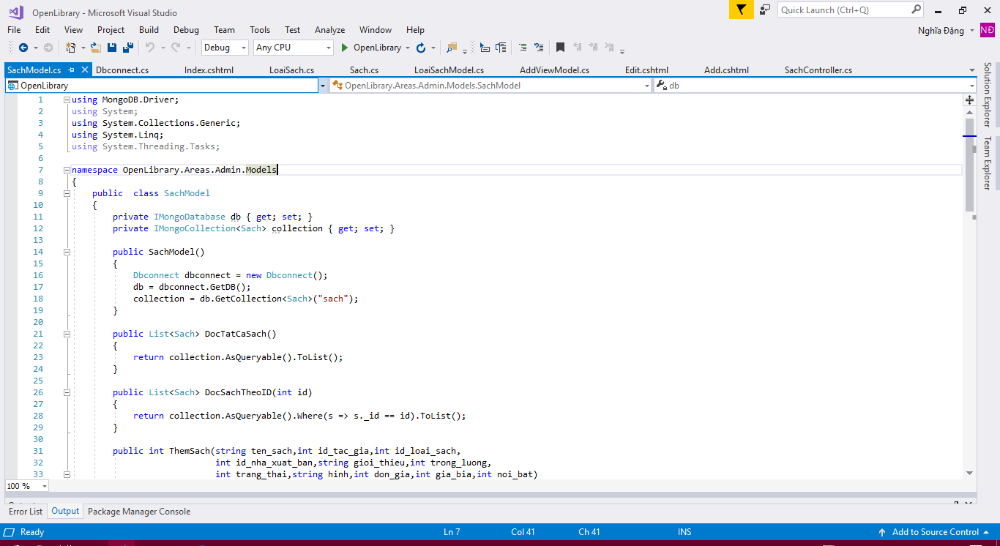 OpenLibrary - Microsoft Visual Studio
Quick Launch (Ctrl+Q)
File Edit View Project Build Debug Team Tools Test Analyze Window Help
Nghĩa Đặng NĐ
Debug Any CPU OpenLibrary
SachModel.cs Dbconnect.cs Index.cshtml LoaiSach.cs Sach.cs LoaiSachModel.cs AddViewModel.cs Edit.cshtml Add.cshtml SachController.cs
OpenLibrary OpenLibrary.Areas.Admin.Models.SachModel db
1 using MongoDB.Driver;
2 using System;
3 using System.Collections.Generic;
4 using System.Linq;
5 using System.Threading.Tasks;
6
7 namespace OpenLibrary.Areas.Admin.Models
8 {
9 public  class SachModel
10 {
11 private IMongoDatabase db { get; set; }
12 private IMongoCollection<Sach> collection { get; set; }
13
14 public SachModel()
15 {
16 Dbconnect dbconnect = new Dbconnect();
17 db = dbconnect.GetDB();
18 collection = db.GetCollection<Sach>("sach");
19 }
20
21 public List<Sach> DocTatCaSach()
22 {
23 return collection.AsQueryable().ToList();
24 }
25
26 public List<Sach> DocSachTheoID(int id)
27 {
28 return collection.AsQueryable().Where(s => s._id == id).ToList();
29 }
30
31 public int ThemSach(string ten_sach,int id_tac_gia,int id_loai_sach,
32 int id_nha_xuat_ban,string gioi_thieu,int trong_luong,
33 int trang_thai,string hinh,int don_gia,int gia_bia,int noi_bat)
Solution Explorer
Team Explorer
100 %
Error List Output Package Manager Console
Ready Ln 7 Col 41 Ch 41 INS Add to Source Control